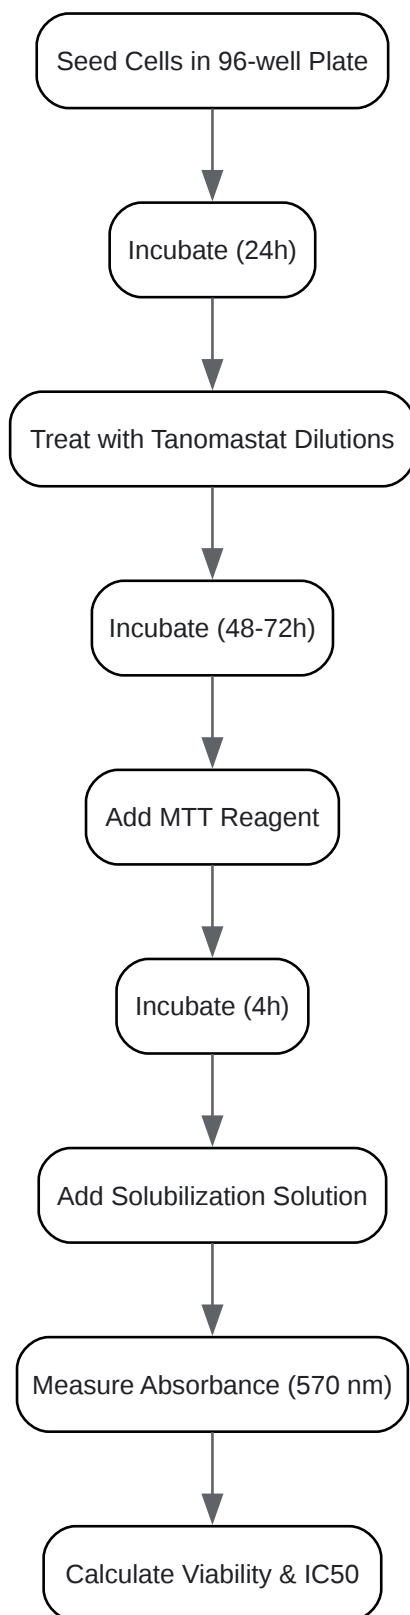 Seed Cells in 96-well Plate
Incubate (24h)
Treat with Tanomastat Dilutions
Incubate (48-72h)
Add MTT Reagent
Incubate (4h)
Add Solubilization Solution
Measure Absorbance (570 nm)
Calculate Viability & IC50